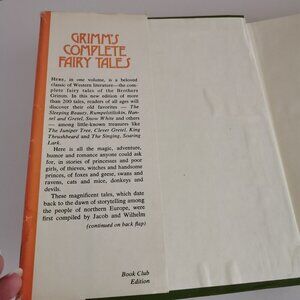 GRIMM'S
COMPLETE
FAIRY TALES
HERE, in one volume, is a beloved
classic of Western literature—the com-
plete fairy tales of the Brothers
Grimm. In this new edition of more
than 200 tales, readers of all ages will
discover their old favorites — The
Sleeping Beauty, Rumpelstiltskin, Han-
sel and Gretel, Snow White and others
— among little-known treasures like
The Juniper Tree, Clever Gretel, King
Thrushbeard and The Singing, Soaring
Lark.
Here is all the magic, adventure,
humor and romance anyone could ask
for, in stories of princesses and poor
girls, of thieves, witches and handsome
princes, of foxes and geese, swans and
ravens, cats and mice, donkeys and
devils.
These magnificent tales, which date
back to the dawn of storytelling among
the people of northern Europe, were
first compiled by Jacob and Wilhelm
(continued on back flap)
Book Club
Edition